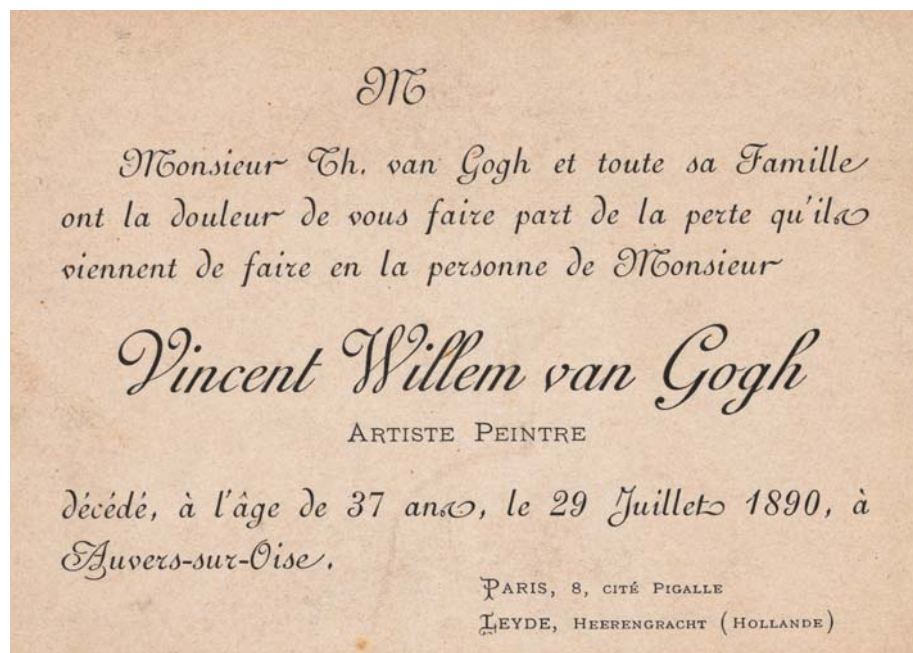 M
Monsieur Th. van Gogh et toute sa Famille
ont la douleur de vous faire part de la perte qu'ils
viennent de faire en la personne de Monsieur
Vincent Willem van Gogh
ARTISTE PEINTRE
décédé, à l'âge de 37 ans, le 29 Juillet 1890, à
Auvers-sur-Oise.
PARIS, 8, CITÉ PIGALLE
LEYDE, HEERENGRACHT (HOLLANDE)